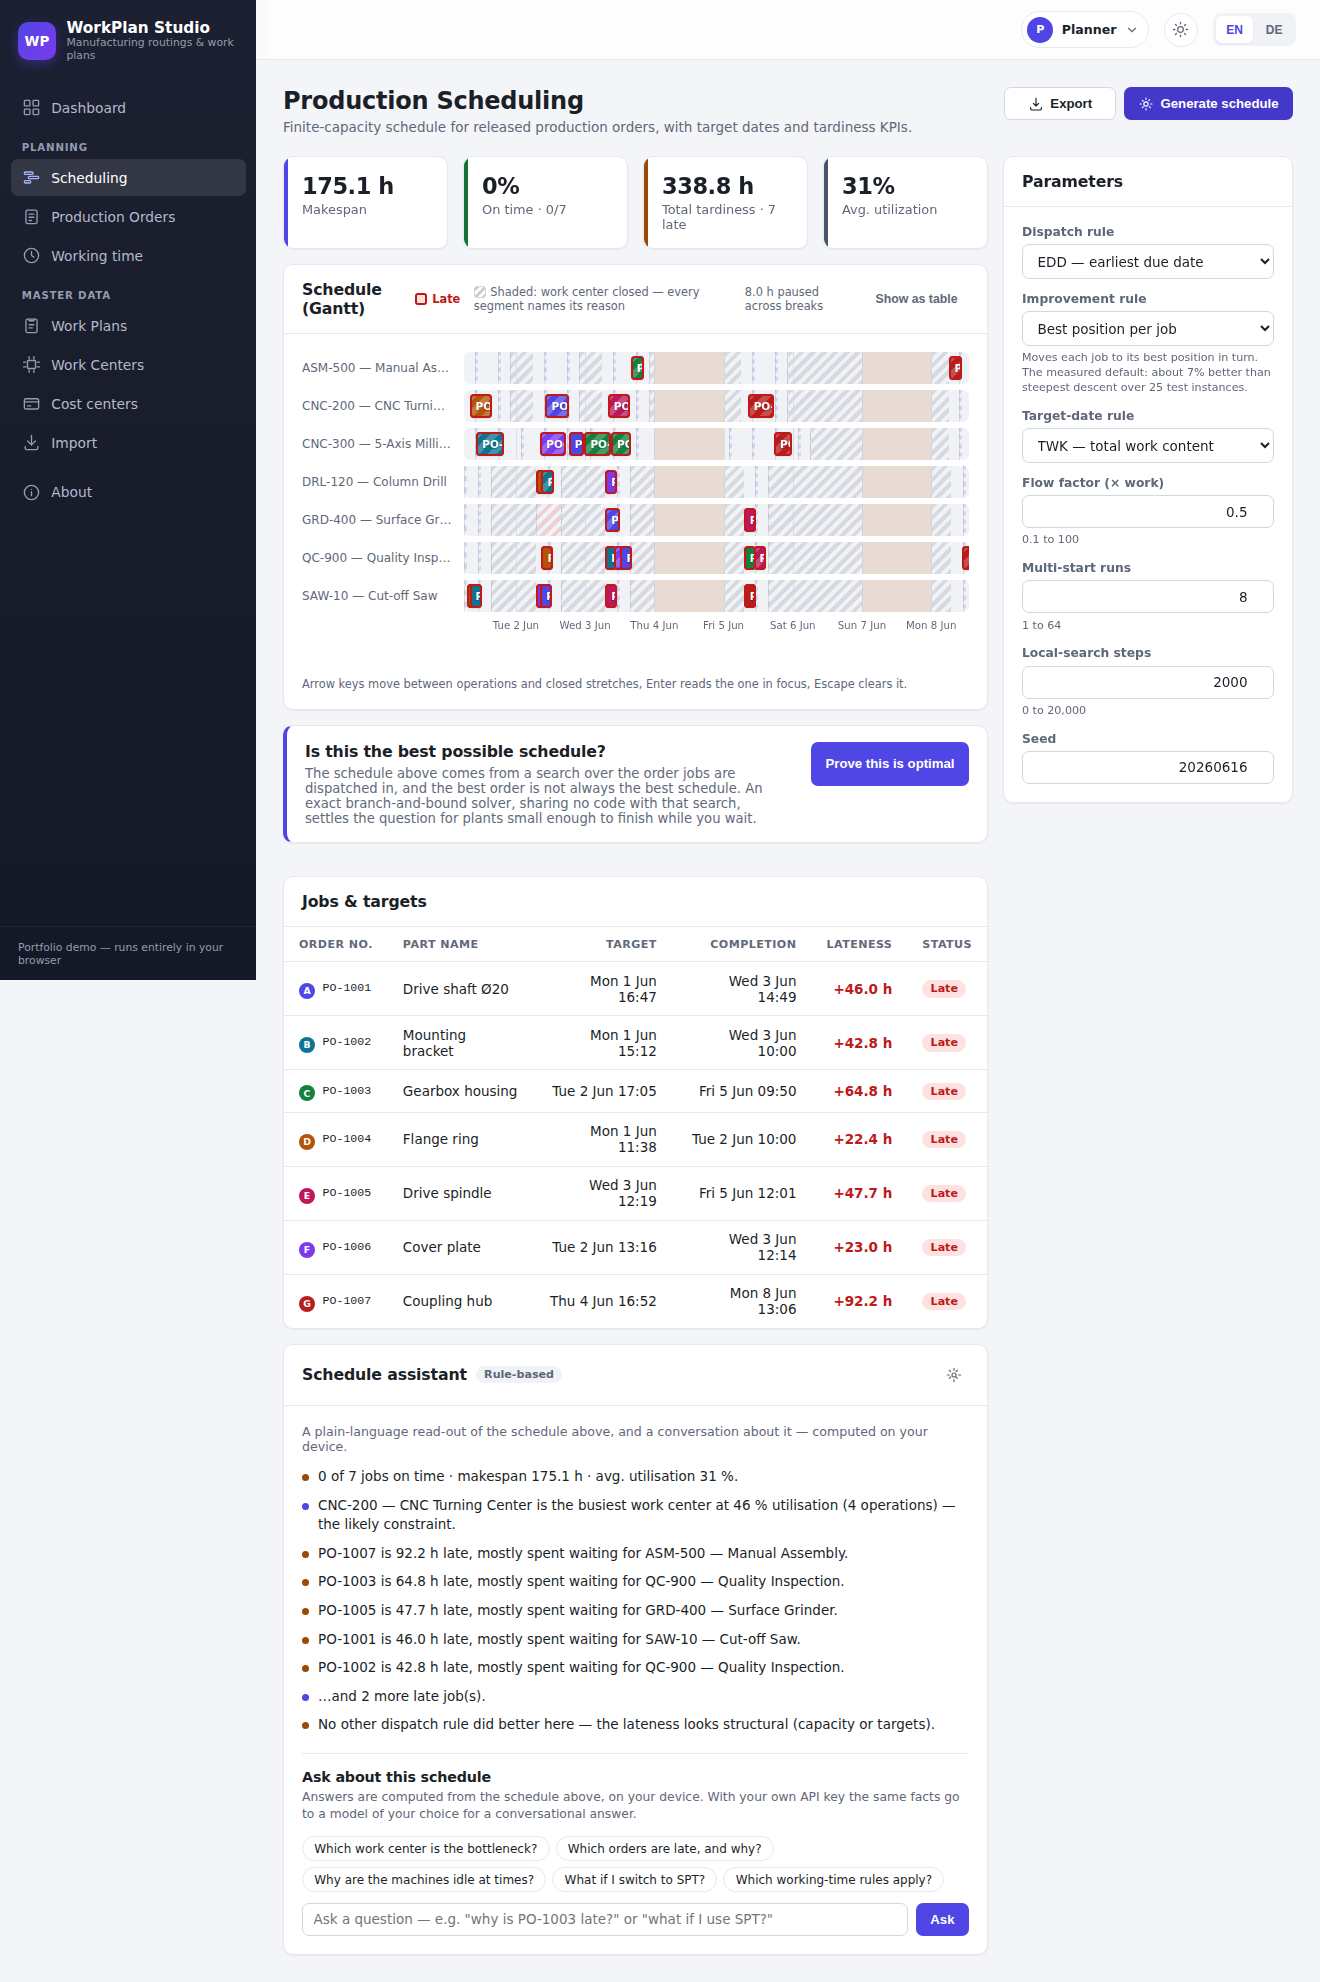 WP
WorkPlan Studio
Manufacturing routings & work
plans
Dashboard
PLANNING
Scheduling
Production Orders
Working time
MASTER DATA
Work Plans
Work Centers
Cost centers
Import
About
Portfolio demo — runs entirely in your
browser
P Planner
EN DE
Production Scheduling
Finite-capacity schedule for released production orders, with target dates and tardiness KPIs.
Export
Generate schedule
175.1 h
Makespan
0%
On time · 0/7
338.8 h
Total tardiness · 7
late
31%
Avg. utilization
Schedule
(Gantt)
Late
Shaded: work center closed — every
segment names its reason
8.0 h paused
across breaks
Show as table
ASM-500 — Manual As…
CNC-200 — CNC Turni…
CNC-300 — 5-Axis Milli…
DRL-120 — Column Drill
GRD-400 — Surface Gr…
QC-900 — Quality Insp…
SAW-10 — Cut-off Saw
Tue 2 Jun Wed 3 Jun Thu 4 Jun Fri 5 Jun Sat 6 Jun Sun 7 Jun Mon 8 Jun
Arrow keys move between operations and closed stretches, Enter reads the one in focus, Escape clears it.
Is this the best possible schedule?
The schedule above comes from a search over the order jobs are
dispatched in, and the best order is not always the best schedule. An
exact branch-and-bound solver, sharing no code with that search,
settles the question for plants small enough to finish while you wait.
Prove this is optimal
Jobs & targets
ORDER NO. PART NAME TARGET COMPLETION LATENESS STATUS
A PO-1001 Drive shaft Ø20 Mon 1 Jun 16:47 Wed 3 Jun 14:49 +46.0 h Late
B PO-1002 Mounting bracket Mon 1 Jun 15:12 Wed 3 Jun 10:00 +42.8 h Late
C PO-1003 Gearbox housing Tue 2 Jun 17:05 Fri 5 Jun 09:50 +64.8 h Late
D PO-1004 Flange ring Mon 1 Jun 11:38 Tue 2 Jun 10:00 +22.4 h Late
E PO-1005 Drive spindle Wed 3 Jun 12:19 Fri 5 Jun 12:01 +47.7 h Late
F PO-1006 Cover plate Tue 2 Jun 13:16 Wed 3 Jun 12:14 +23.0 h Late
G PO-1007 Coupling hub Thu 4 Jun 16:52 Mon 8 Jun 13:06 +92.2 h Late
Schedule assistant Rule-based
A plain-language read-out of the schedule above, and a conversation about it — computed on your
device.
0 of 7 jobs on time · makespan 175.1 h · avg. utilisation 31 %.
CNC-200 — CNC Turning Center is the busiest work center at 46 % utilisation (4 operations) —
the likely constraint.
PO-1007 is 92.2 h late, mostly spent waiting for ASM-500 — Manual Assembly.
PO-1003 is 64.8 h late, mostly spent waiting for QC-900 — Quality Inspection.
PO-1005 is 47.7 h late, mostly spent waiting for GRD-400 — Surface Grinder.
PO-1001 is 46.0 h late, mostly spent waiting for SAW-10 — Cut-off Saw.
PO-1002 is 42.8 h late, mostly spent waiting for QC-900 — Quality Inspection.
…and 2 more late job(s).
No other dispatch rule did better here — the lateness looks structural (capacity or targets).
Ask about this schedule
Answers are computed from the schedule above, on your device. With your own API key the same facts go
to a model of your choice for a conversational answer.
Which work center is the bottleneck? Which orders are late, and why?
Why are the machines idle at times? What if I switch to SPT? Which working-time rules apply?
Ask a question — e.g. "why is PO-1003 late?" or "what if I use SPT?"
Ask
Parameters
Dispatch rule
EDD — earliest due date
Improvement rule
Best position per job
Moves each job to its best position in turn.
The measured default: about 7% better than
steepest descent over 25 test instances.
Target-date rule
TWK — total work content
Flow factor (× work)
0.5
0.1 to 100
Multi-start runs
8
1 to 64
Local-search steps
2000
0 to 20,000
Seed
20260616